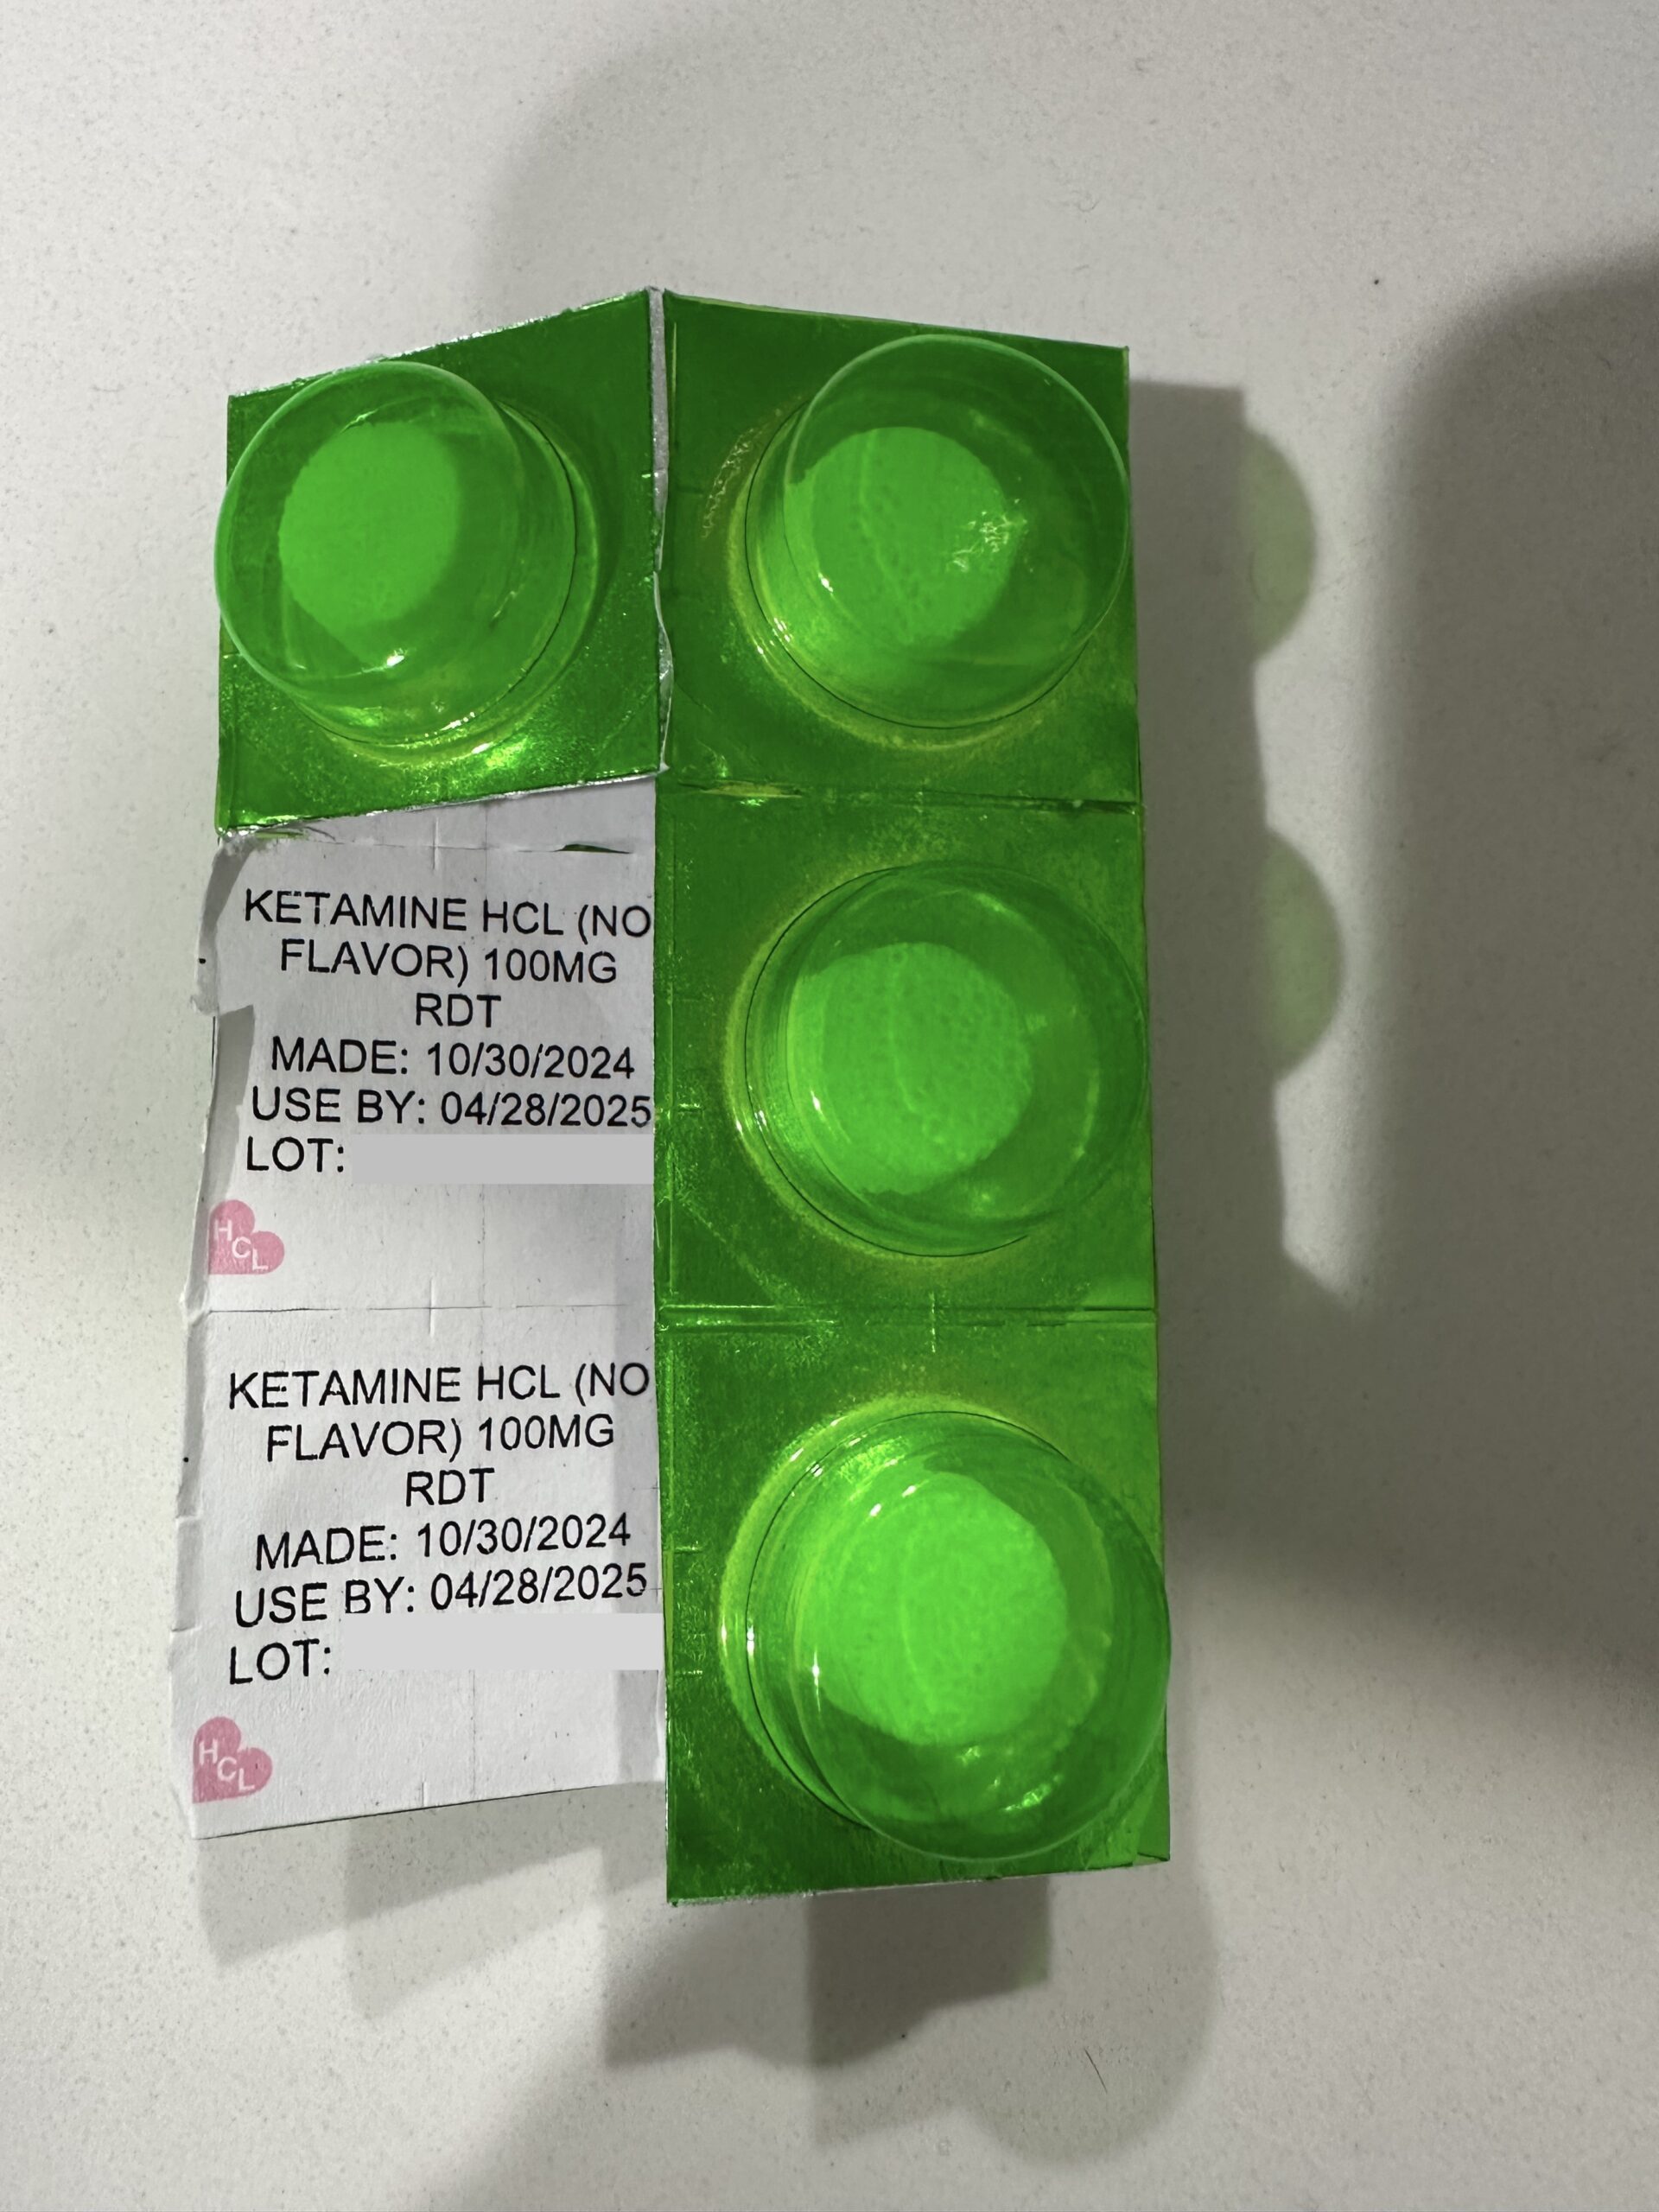 KETAMINE HCL (NO
FLAVOR) 100MG
RDT
MADE: 10/30/2024
USE BY: 04/28/2025
LOT:
HCL
KETAMINE HCL (NO
FLAVOR) 100MG
RDT
MADE: 10/30/2024
USE BY: 04/28/2025
LOT:
HCL